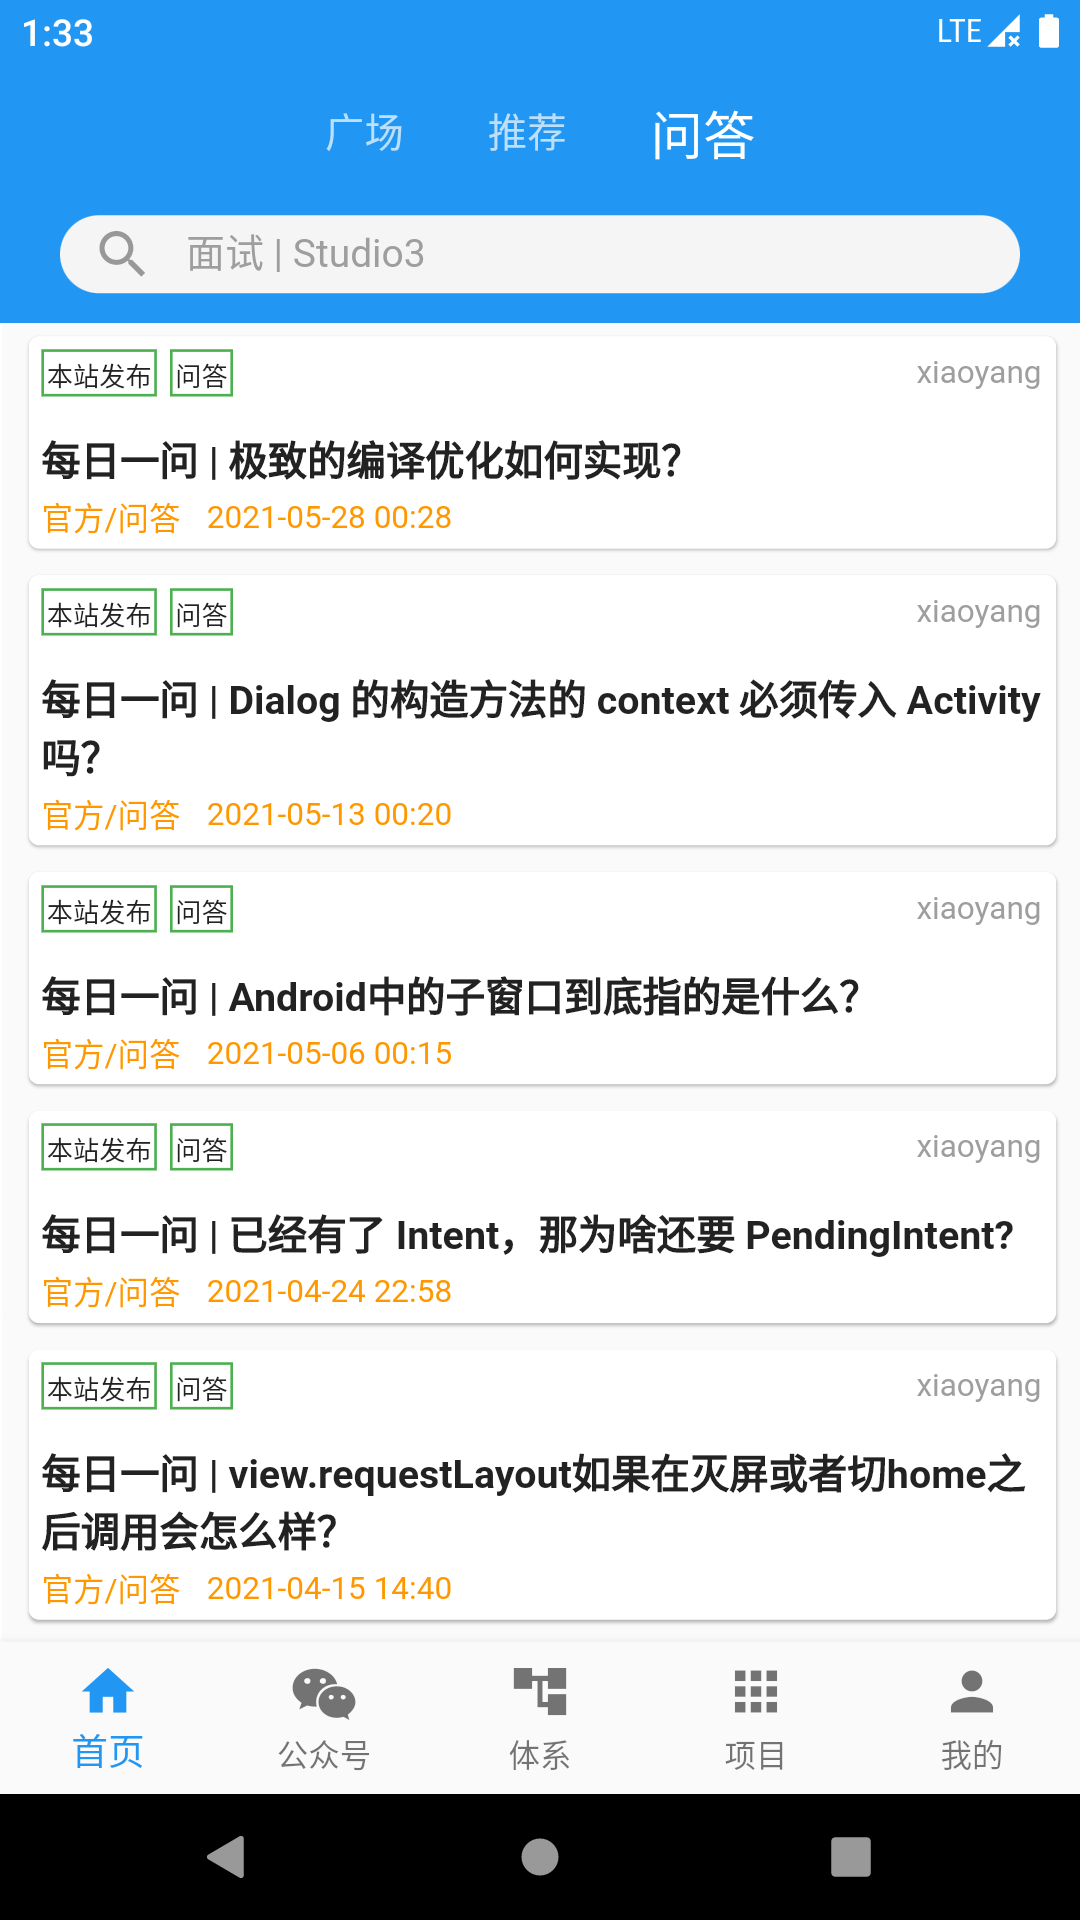 1:33
LTE
广场 推荐 问答
面试 | Studio3
本站发布 问答 xiaoyang
每日一问 | 极致的编译优化如何实现？
官方/问答 2021-05-28 00:28
本站发布 问答 xiaoyang
每日一问 | Dialog 的构造方法的 context 必须传入 Activity
吗？
官方/问答 2021-05-13 00:20
本站发布 问答 xiaoyang
每日一问 | Android中的子窗口到底指的是什么？
官方/问答 2021-05-06 00:15
本站发布 问答 xiaoyang
每日一问 | 已经有了 Intent，那为啥还要 PendingIntent?
官方/问答 2021-04-24 22:58
本站发布 问答 xiaoyang
每日一问 | view.requestLayout如果在灭屏或者切home之
后调用会怎么样？
官方/问答 2021-04-15 14:40
首页 公众号 体系 项目 我的